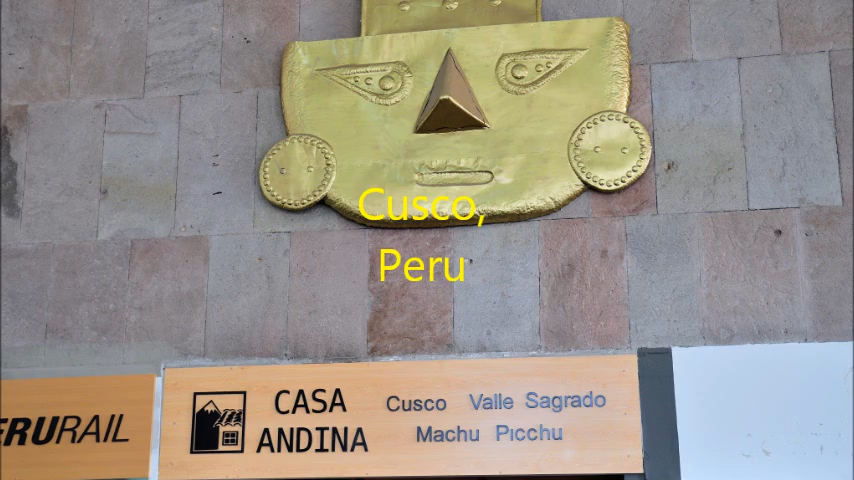 Cusco,
Peru
ERURAIL
CASA
ANDINA
Cusco Valle Sagrado
Machu Picchu